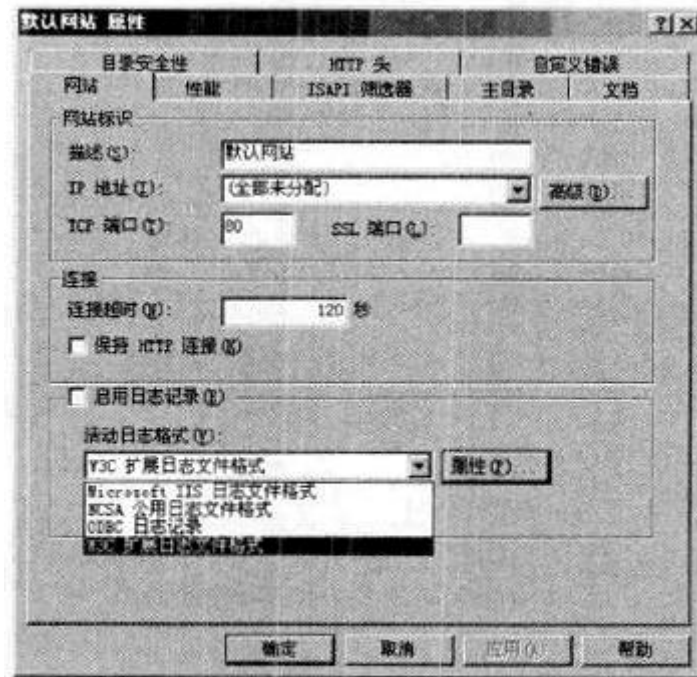 默认网站 属性
目录安全性 HTTP 头 自定义错误
网站 性能 ISAPI 筛选器 主目录 文档
网站标识
描述(S): 默认网站
IP 地址(I): (全部未分配) 高级(D)...
TCP 端口(T): 80 SSL 端口(L):
连接
连接超时(N): 120 秒
保持 HTTP 连接(K)
启用日志记录(E)
活动日志格式(V):
W3C 扩展日志文件格式 属性(P)...
Microsoft IIS 日志文件格式
NCSA 公用日志文件格式
ODBC 日志记录
W3C 扩展日志文件格式
确定 取消 应用(A) 帮助